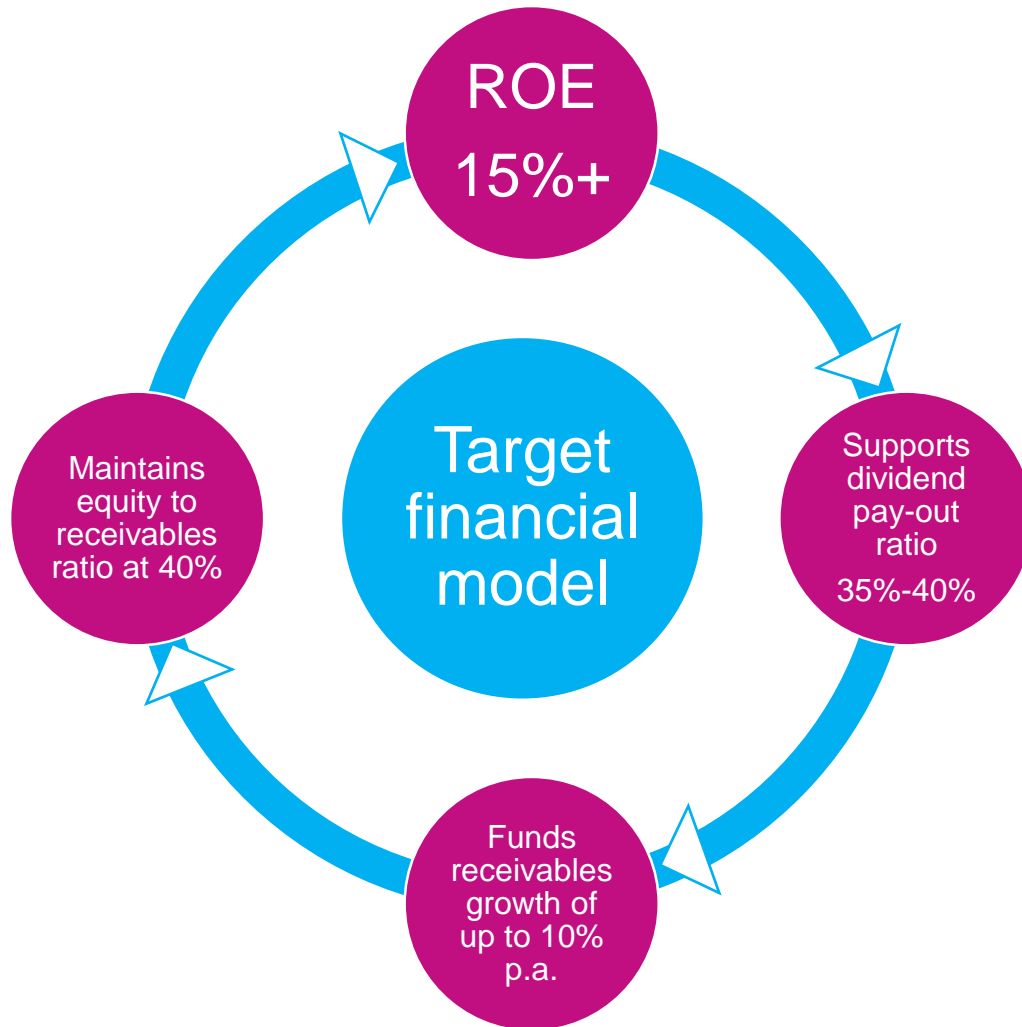 ROE
15%+
Supports
dividend
pay-out
ratio
35%-40%
Funds
receivables
growth of
up to 10%
p.a.
Maintains
equity to
receivables
ratio at 40%
Target
financial
model